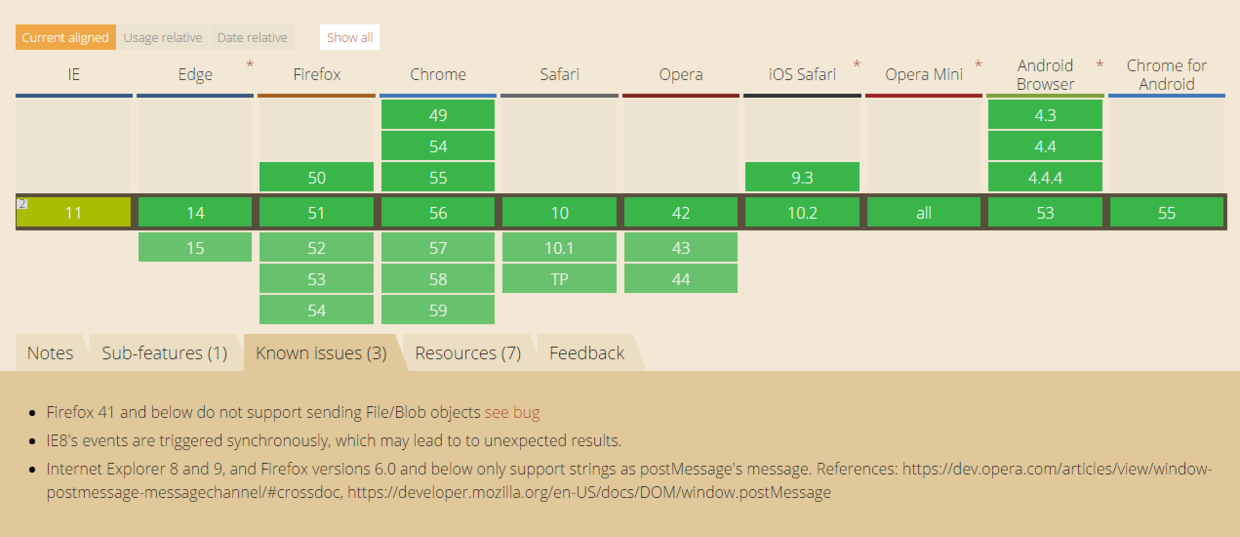 Current aligned Usage relative Date relative Show all
IE Edge * Firefox Chrome Safari Opera iOS Safari * Opera Mini * Android Browser * Chrome for Android
49 4.3
54 4.4
50 55 9.3 4.4.4
2 11 14 51 56 10 42 10.2 all 53 55
15 52 57 10.1 43
53 58 TP 44
54 59
Notes Sub-features (1) Known issues (3) Resources (7) Feedback
• Firefox 41 and below do not support sending File/Blob objects see bug
• IE8's events are triggered synchronously, which may lead to to unexpected results.
• Internet Explorer 8 and 9, and Firefox versions 6.0 and below only support strings as postMessage's message. References: https://dev.opera.com/articles/view/window-
postmessage-messagechannel/#crossdoc, https://developer.mozilla.org/en-US/docs/DOM/window.postMessage